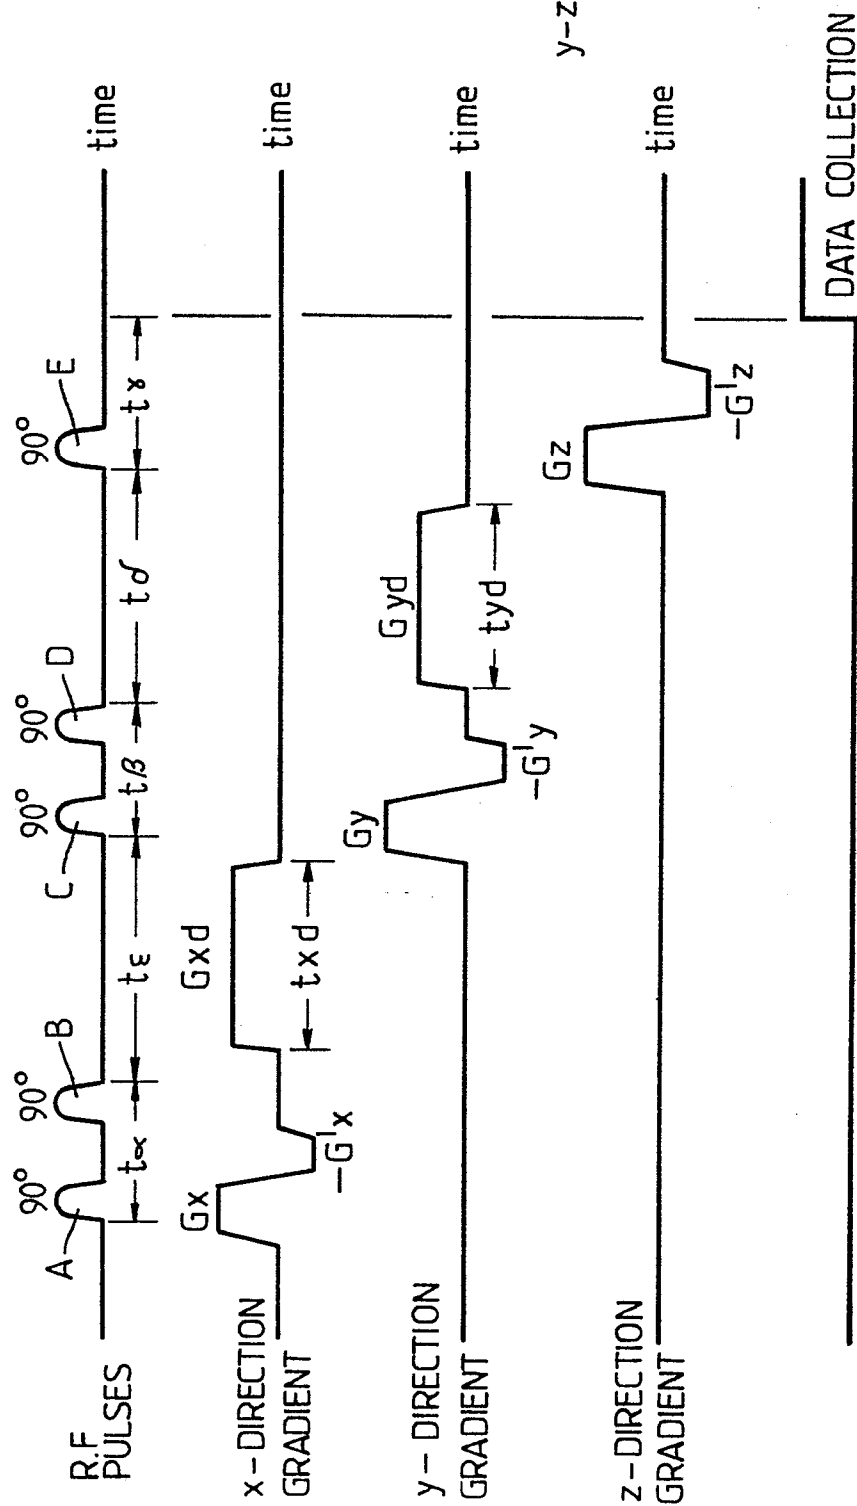 R.F
PULSES
90°
A
90°
B
90°
C
90°
D
90°
E
tα
tε
tβ
tδ
tγ
time
x-DIRECTION
GRADIENT
Gx
-G'x
Gxd
txd
time
y-DIRECTION
GRADIENT
Gy
-G'y
Gyd
tyd
time
z-DIRECTION
GRADIENT
Gz
-G'z
time
y-z
DATA COLLECTION